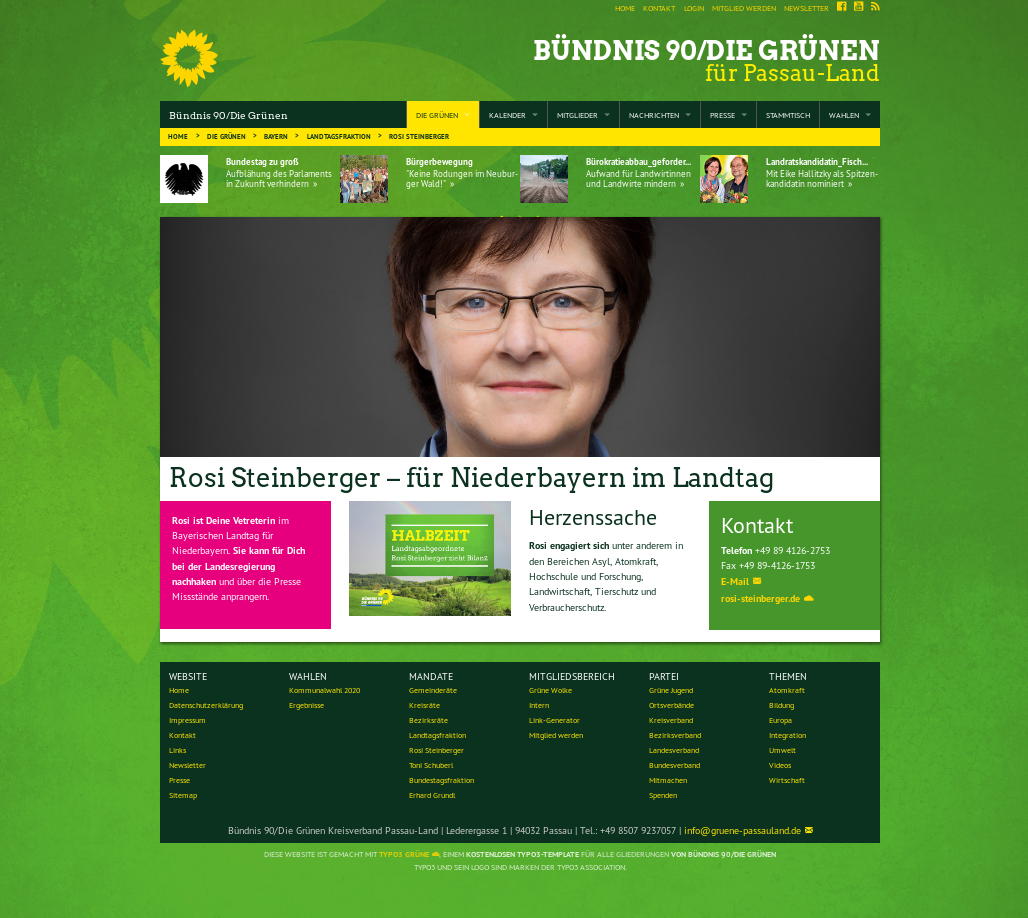 HOME KONTAKT LOGIN MITGLIED WERDEN NEWSLETTER
BÜNDNIS 90/DIE GRÜNEN
für Passau-Land
Bündnis 90/Die Grünen DIE GRÜNEN KALENDER MITGLIEDER NACHRICHTEN PRESSE STAMMTISCH WAHLEN
HOME > DIE GRÜNEN > BAYERN > LANDTAGSFRAKTION > ROSI STEINBERGER
Bundestag zu groß
Aufblähung des Parlaments
in Zukunft verhindern »
Bürgerbewegung
"Keine Rodungen im Neubur-
ger Wald!" »
Bürokratieabbau_geforder...
Aufwand für Landwirtinnen
und Landwirte mindern »
Landratskandidatin_Fisch...
Mit Eike Hallitzky als Spitzen-
kandidatin nominiert »
Rosi Steinberger – für Niederbayern im Landtag
Rosi ist Deine Vetreterin im
Bayerischen Landtag für
Niederbayern. Sie kann für Dich
bei der Landesregierung
nachhaken und über die Presse
Missstände anprangern.
HALBZEIT
Landtagsabgeordnete
Rosi Steinberger zieht Bilanz
BÜNDNIS 90
DIE GRÜNEN
Herzenssache
Rosi engagiert sich unter anderem in
den Bereichen Asyl, Atomkraft,
Hochschule und Forschung,
Landwirtschaft, Tierschutz und
Verbraucherschutz.
Kontakt
Telefon +49 89 4126-2753
Fax +49 89-4126-1753
E-Mail
rosi-steinberger.de
WEBSITE
Home
Datenschutzerklärung
Impressum
Kontakt
Links
Newsletter
Presse
Sitemap
WAHLEN
Kommunalwahl 2020
Ergebnisse
MANDATE
Gemeinderäte
Kreisräte
Bezirksräte
Landtagsfraktion
Rosi Steinberger
Toni Schuberl
Bundestagsfraktion
Erhard Grundl
MITGLIEDSBEREICH
Grüne Wolke
Intern
Link-Generator
Mitglied werden
PARTEI
Grüne Jugend
Ortsverbände
Kreisverband
Bezirksverband
Landesverband
Bundesverband
Mitmachen
Spenden
THEMEN
Atomkraft
Bildung
Europa
Integration
Umwelt
Videos
Wirtschaft
Bündnis 90/Die Grünen Kreisverband Passau-Land | Lederergasse 1 | 94032 Passau | Tel.: +49 8507 9237057 | info@gruene-passauland.de
DIESE WEBSITE IST GEMACHT MIT TYPO3 GRÜNE, EINEM KOSTENLOSEN TYPO3-TEMPLATE FÜR ALLE GLIEDERUNGEN VON BÜNDNIS 90/DIE GRÜNEN
TYPO3 UND SEIN LOGO SIND MARKEN DER TYPO3 ASSOCIATION.